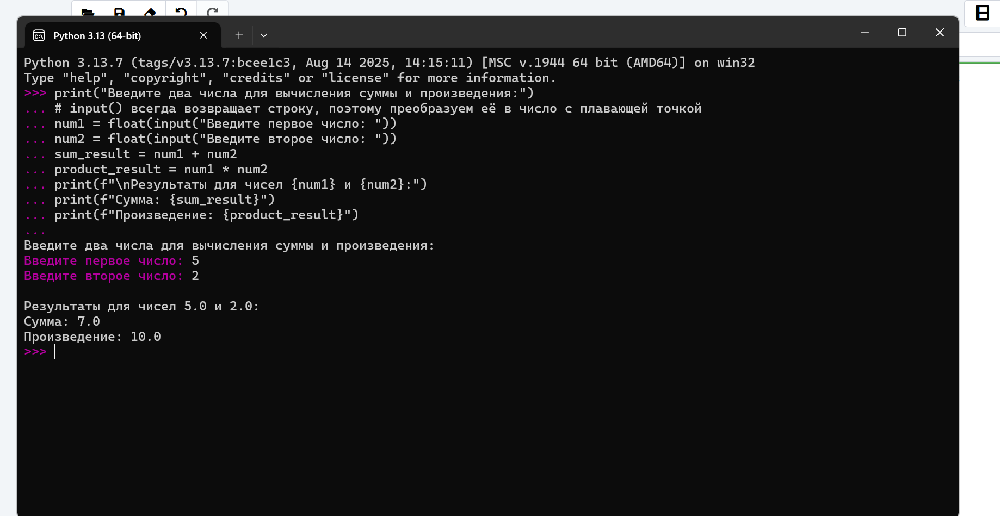 Python 3.13 (64-bit)
Python 3.13.7 (tags/v3.13.7:bcee1c3, Aug 14 2025, 14:15:11) [MSC v.1944 64 bit (AMD64)] on win32
Type "help", "copyright", "credits" or "license" for more information.
>>> print("Введите два числа для вычисления суммы и произведения:")
... # input() всегда возвращает строку, поэтому преобразуем её в число с плавающей точкой
... num1 = float(input("Введите первое число: "))
... num2 = float(input("Введите второе число: "))
... sum_result = num1 + num2
... product_result = num1 * num2
... print(f"\nРезультаты для чисел {num1} и {num2}:")
... print(f"Сумма: {sum_result}")
... print(f"Произведение: {product_result}")
...
Введите два числа для вычисления суммы и произведения:
Введите первое число: 5
Введите второе число: 2
Результаты для чисел 5.0 и 2.0:
Сумма: 7.0
Произведение: 10.0
>>>